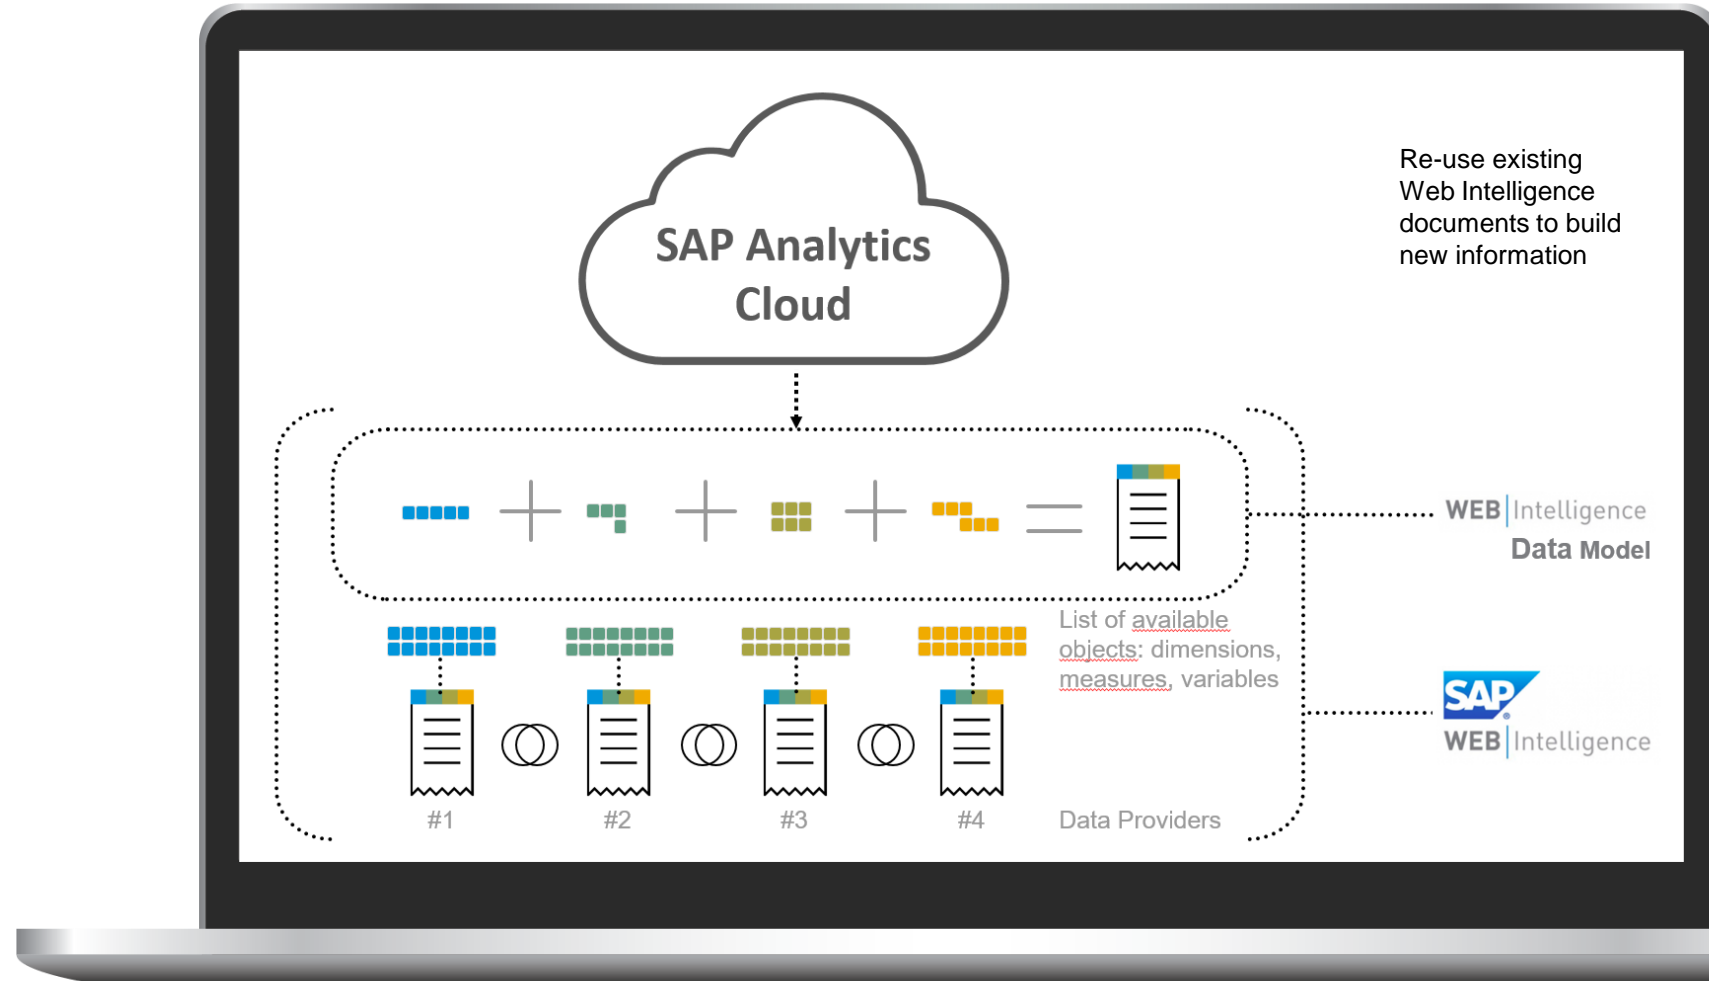 SAP Analytics
Cloud
Re-use existing
Web Intelligence
documents to build
new information
WEB Intelligence
Data Model
List of available
objects: dimensions,
measures, variables
SAP®
WEB Intelligence
#1 #2 #3 #4 Data Providers